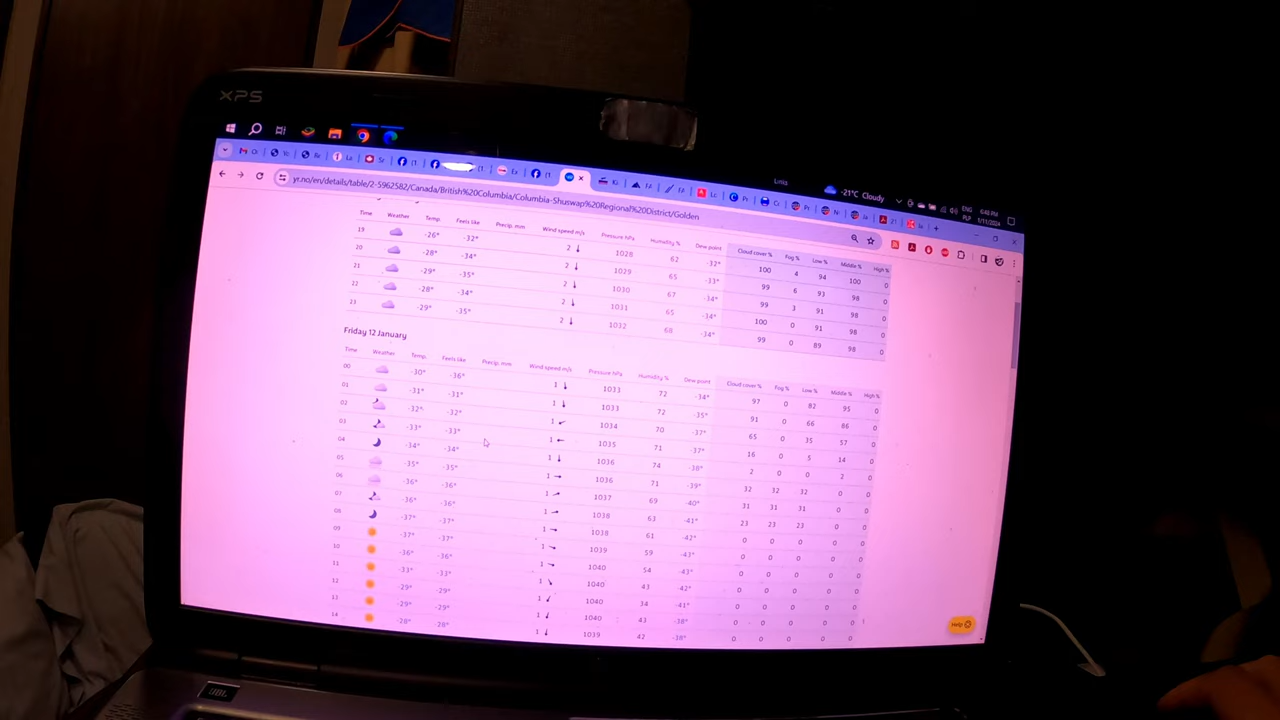 XPS
-21°C Cloudy
ENG 6:48 PM
PLP 1/11/2024
Links
yr.no/en/details/table/2-5962582/Canada/British%20Columbia/Columbia-Shuswap%20Regional%20District/Golden
Time Weather Temp. Feels like Precip. mm Wind speed m/s Pressure hPa Humidity % Dew point Cloud cover % Fog % Low % Middle % High %
19 -26° -32° 2 1028 62 -32° 100 4 94 100 0
20 -28° -34° 2 1029 65 -33° 99 6 93 98 0
21 -29° -35° 2 1030 67 -34° 99 3 91 98 0
22 -28° -34° 2 1031 65 -34° 100 0 91 98 0
23 -29° -35° 2 1032 68 -34° 99 0 89 98 0
Friday 12 January
Time Weather Temp. Feels like Precip. mm Wind speed m/s Pressure hPa Humidity % Dew point Cloud cover % Fog % Low % Middle % High %
00 -30° -36° 1 1033 72 -34° 97 0 82 95 0
01 -31° -31° 1 1033 72 -35° 91 0 66 86 0
02 -32° -32° 1 1034 70 -37° 65 0 35 57 0
03 -33° -33° 1 1035 71 -37° 16 0 5 14 0
04 -34° -34° 1 1036 74 -38° 2 0 0 2 0
05 -35° -35° 1 1036 71 -39° 32 32 32 0 0
06 -36° -36° 1 1037 69 -40° 31 31 31 0 0
07 -36° -36° 1 1038 63 -41° 23 23 23 0 0
08 -37° -37° 1 1038 61 -42° 0 0 0 0 0
09 -37° -37° 1 1039 59 -43° 0 0 0 0 0
10 -36° -36° 1 1040 54 -43° 0 0 0 0 0
11 -33° -33° 1 1040 43 -42° 0 0 0 0 0
12 -29° -29° 1 1040 34 -41° 0 0 0 0 0
13 -29° -29° 1 1040 43 -38° 0 0 0 0 0
14 -28° -28° 1 1039 42 -38° 0 0 0 0 0
Help
JBL